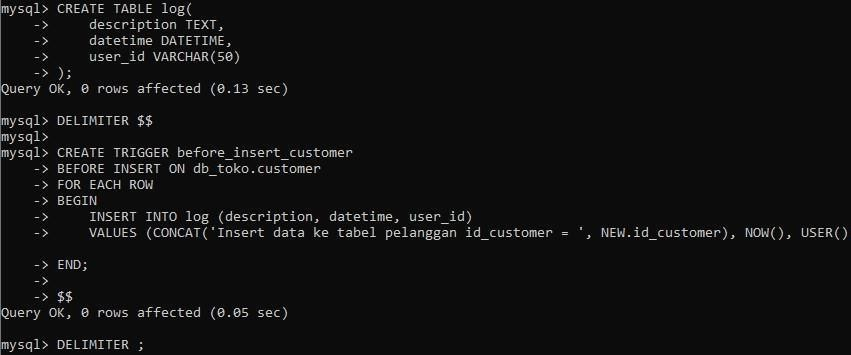 mysql> CREATE TABLE log(
    ->     description TEXT,
    ->     datetime DATETIME,
    ->     user_id VARCHAR(50)
    -> );
Query OK, 0 rows affected (0.13 sec)
mysql> DELIMITER $$
mysql>
mysql> CREATE TRIGGER before_insert_customer
    -> BEFORE INSERT ON db_toko.customer
    -> FOR EACH ROW
    -> BEGIN
    ->     INSERT INTO log (description, datetime, user_id)
    ->     VALUES (CONCAT('Insert data ke tabel pelanggan id_customer = ', NEW.id_customer), NOW(), USER()
    -> END;
    ->
    -> $$
Query OK, 0 rows affected (0.05 sec)
mysql> DELIMITER ;